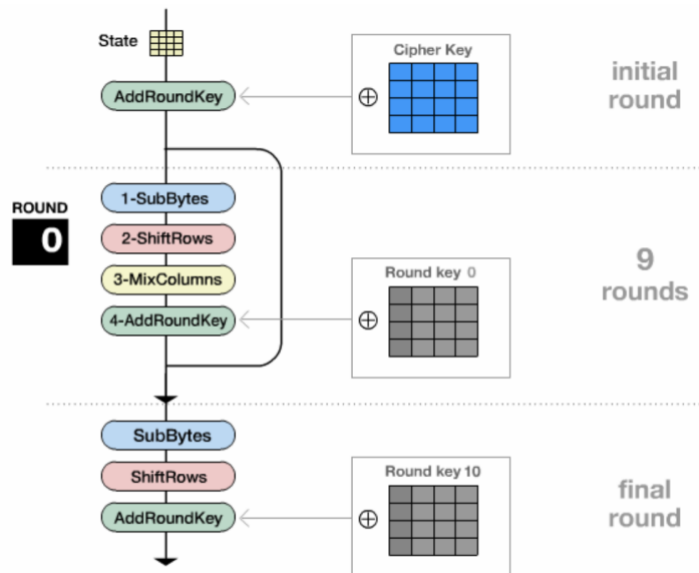 State
Cipher Key
AddRoundKey
⊕
initial
round
ROUND
0
1-SubBytes
2-ShiftRows
3-MixColumns
4-AddRoundKey
Round key 0
⊕
9
rounds
SubBytes
ShiftRows
AddRoundKey
Round key 10
⊕
final
round